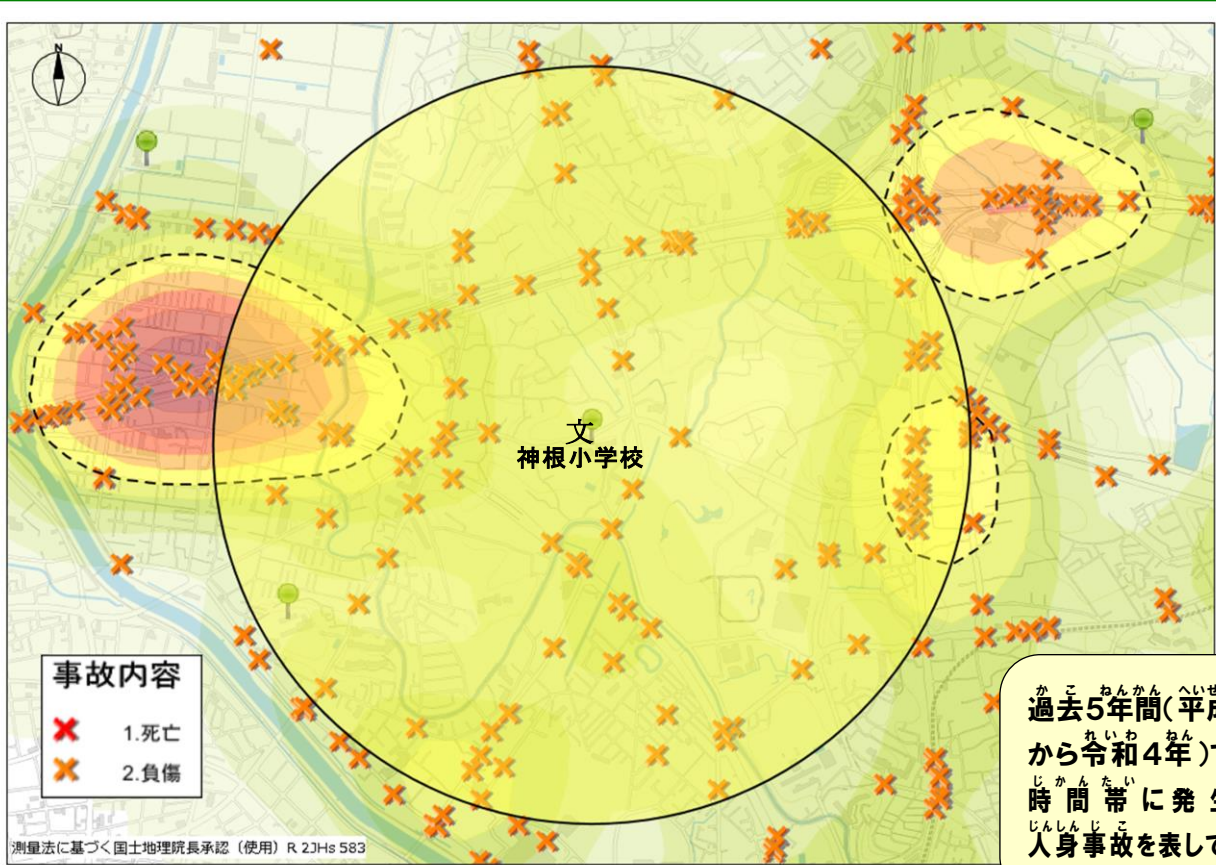 N
文
神根小学校
事故内容
1.死亡
2.負傷
測量法に基づく国土地理院長承認（使用）R 2JHs 583
過去5年間(平成
から令和4年)
時間帯に発生
人身事故を表して